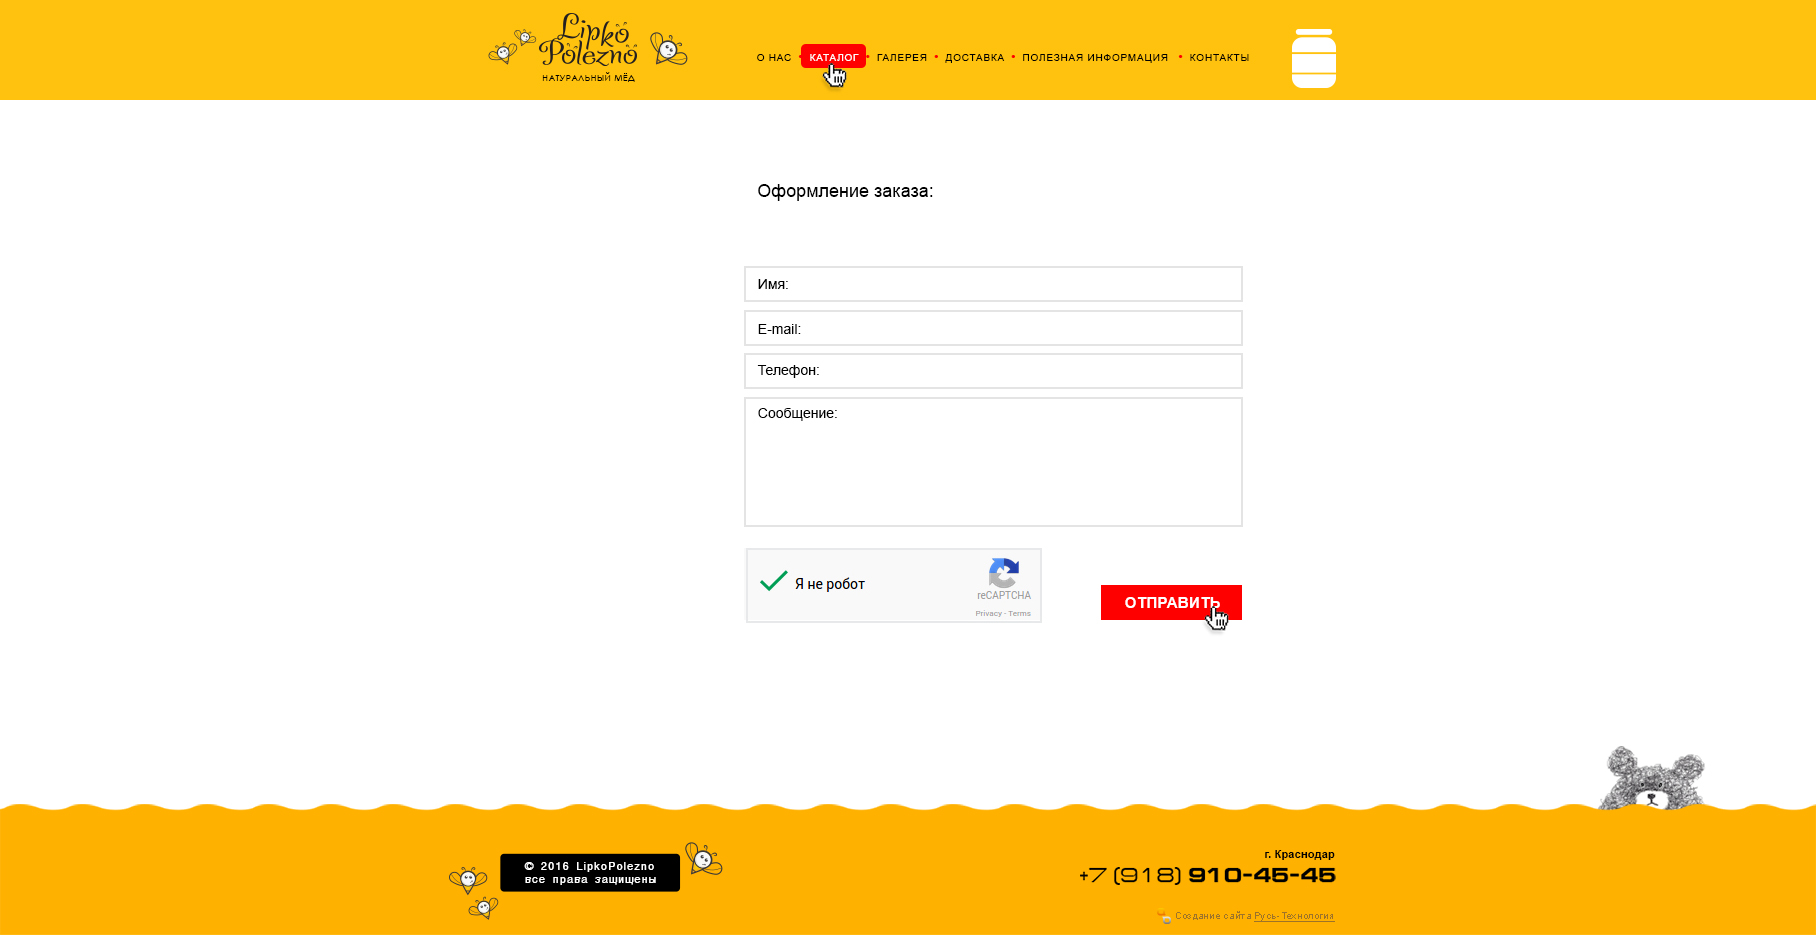 Lipko
Polezno
НАТУРАЛЬНЫЙ МЁД
О НАС • КАТАЛОГ • ГАЛЕРЕЯ • ДОСТАВКА • ПОЛЕЗНАЯ ИНФОРМАЦИЯ • КОНТАКТЫ
Оформление заказа:
Имя:
E-mail:
Телефон:
Сообщение:
Я не робот
reCAPTCHA
Privacy - Terms
ОТПРАВИТЬ
© 2016 LipkoPolezno
все права защищены
г. Краснодар
+7 (918) 910-45-45
Создание сайта Русь-Технология